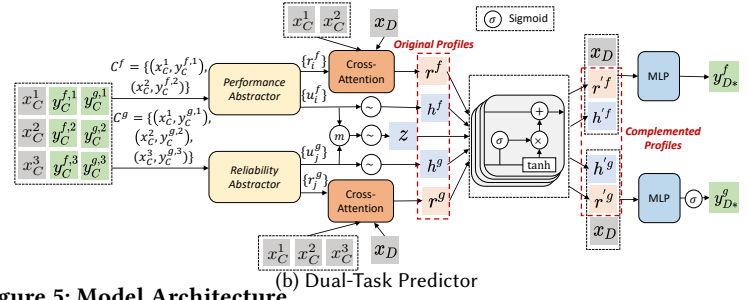 x_C^1 x_C^2 x_D
Sigmoid
σ
C^f = {(x_C^1, y_C^{f,1}),
(x_C^2, y_C^{f,2})}
x_C^1 y_C^{f,1} y_C^{g,1}
x_C^2 y_C^{f,2} y_C^{g,2}
x_C^3 y_C^{f,3} y_C^{g,3}
C^g = {(x_C^1, y_C^{g,1}),
(x_C^2, y_C^{g,2}),
(x_C^3, y_C^{g,3})}
Performance
Abstractor
Reliability
Abstractor
{r_i^f}
{u_i^f}
{u_j^g}
{r_j^g}
Cross-
Attention
m
~
~
~
Cross-
Attention
x_C^1 x_C^2 x_C^3 x_D
Original Profiles
r^f
h^f
z
h^g
r^g
σ
+
×
tanh
x_D
r'^f
h'^f
Complemented
Profiles
h'^g
r'^g
x_D
MLP
y_{D*}^f
MLP
σ
y_{D*}^g
(b) Dual-Task Predictor
gure 5: Model Architecture